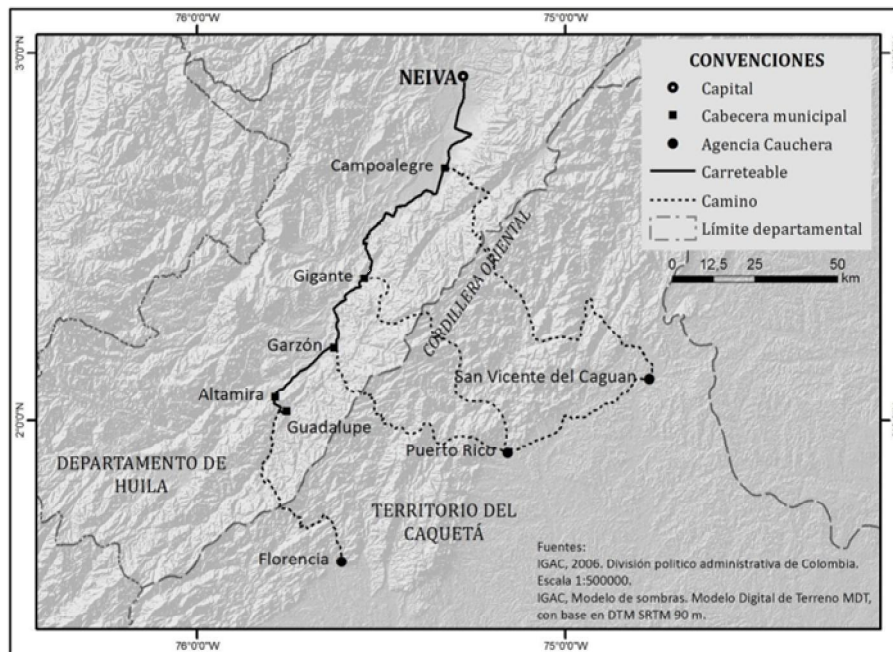 76°0'0"W
75°0'0"W
3°0'0"N
NEIVA
Campoalegre
Gigante
CORDILLERA ORIENTAL
Garzón
San Vicente del Caguan
Altamira
2°0'0"N
Guadalupe
Puerto Rico
DEPARTAMENTO DE
HUILA
TERRITORIO DEL
CAQUETÁ
Florencia
CONVENCIONES
Capital
Cabecera municipal
Agencia Cauchera
Carreteable
Camino
Límite departamental
0 12,5 25 50
km
Fuentes:
IGAC, 2006. División politico administrativa de Colombia.
Escala 1:500000.
IGAC, Modelo de sombras. Modelo Digital de Terreno MDT,
con base en DTM SRTM 90 m.
76°0'0"W
75°0'0"W